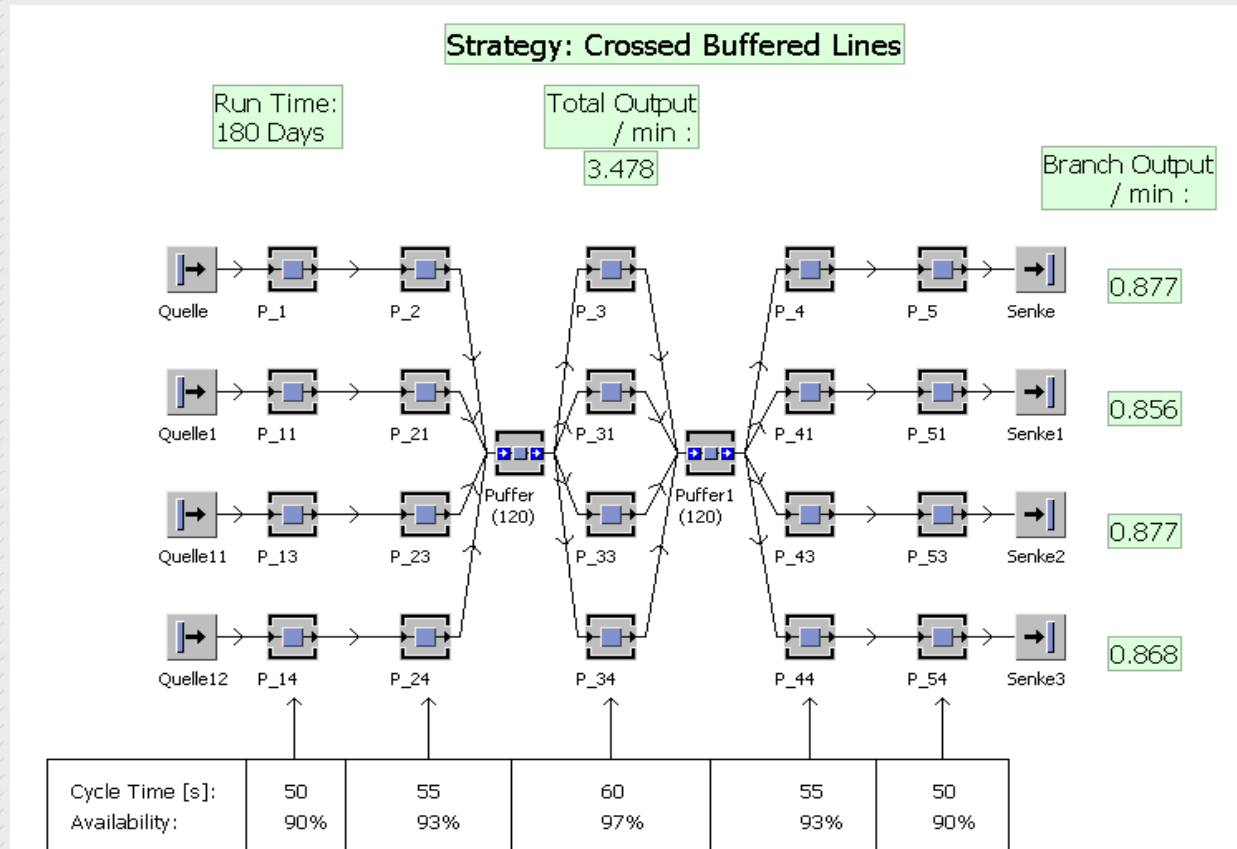 Strategy: Crossed Buffered Lines
Run Time:
180 Days
Total Output
/ min :
3.478
Branch Output
/ min :
Quelle P_1 P_2 P_3 P_4 P_5 Senke
0.877
Quelle1 P_11 P_21 P_31 P_41 P_51 Senke1
0.856
Puffer
(120)
Puffer1
(120)
Quelle11 P_13 P_23 P_33 P_43 P_53 Senke2
0.877
Quelle12 P_14 P_24 P_34 P_44 P_54 Senke3
0.868
Cycle Time [s]: 50 55 60 55 50
Availability: 90% 93% 97% 93% 90%